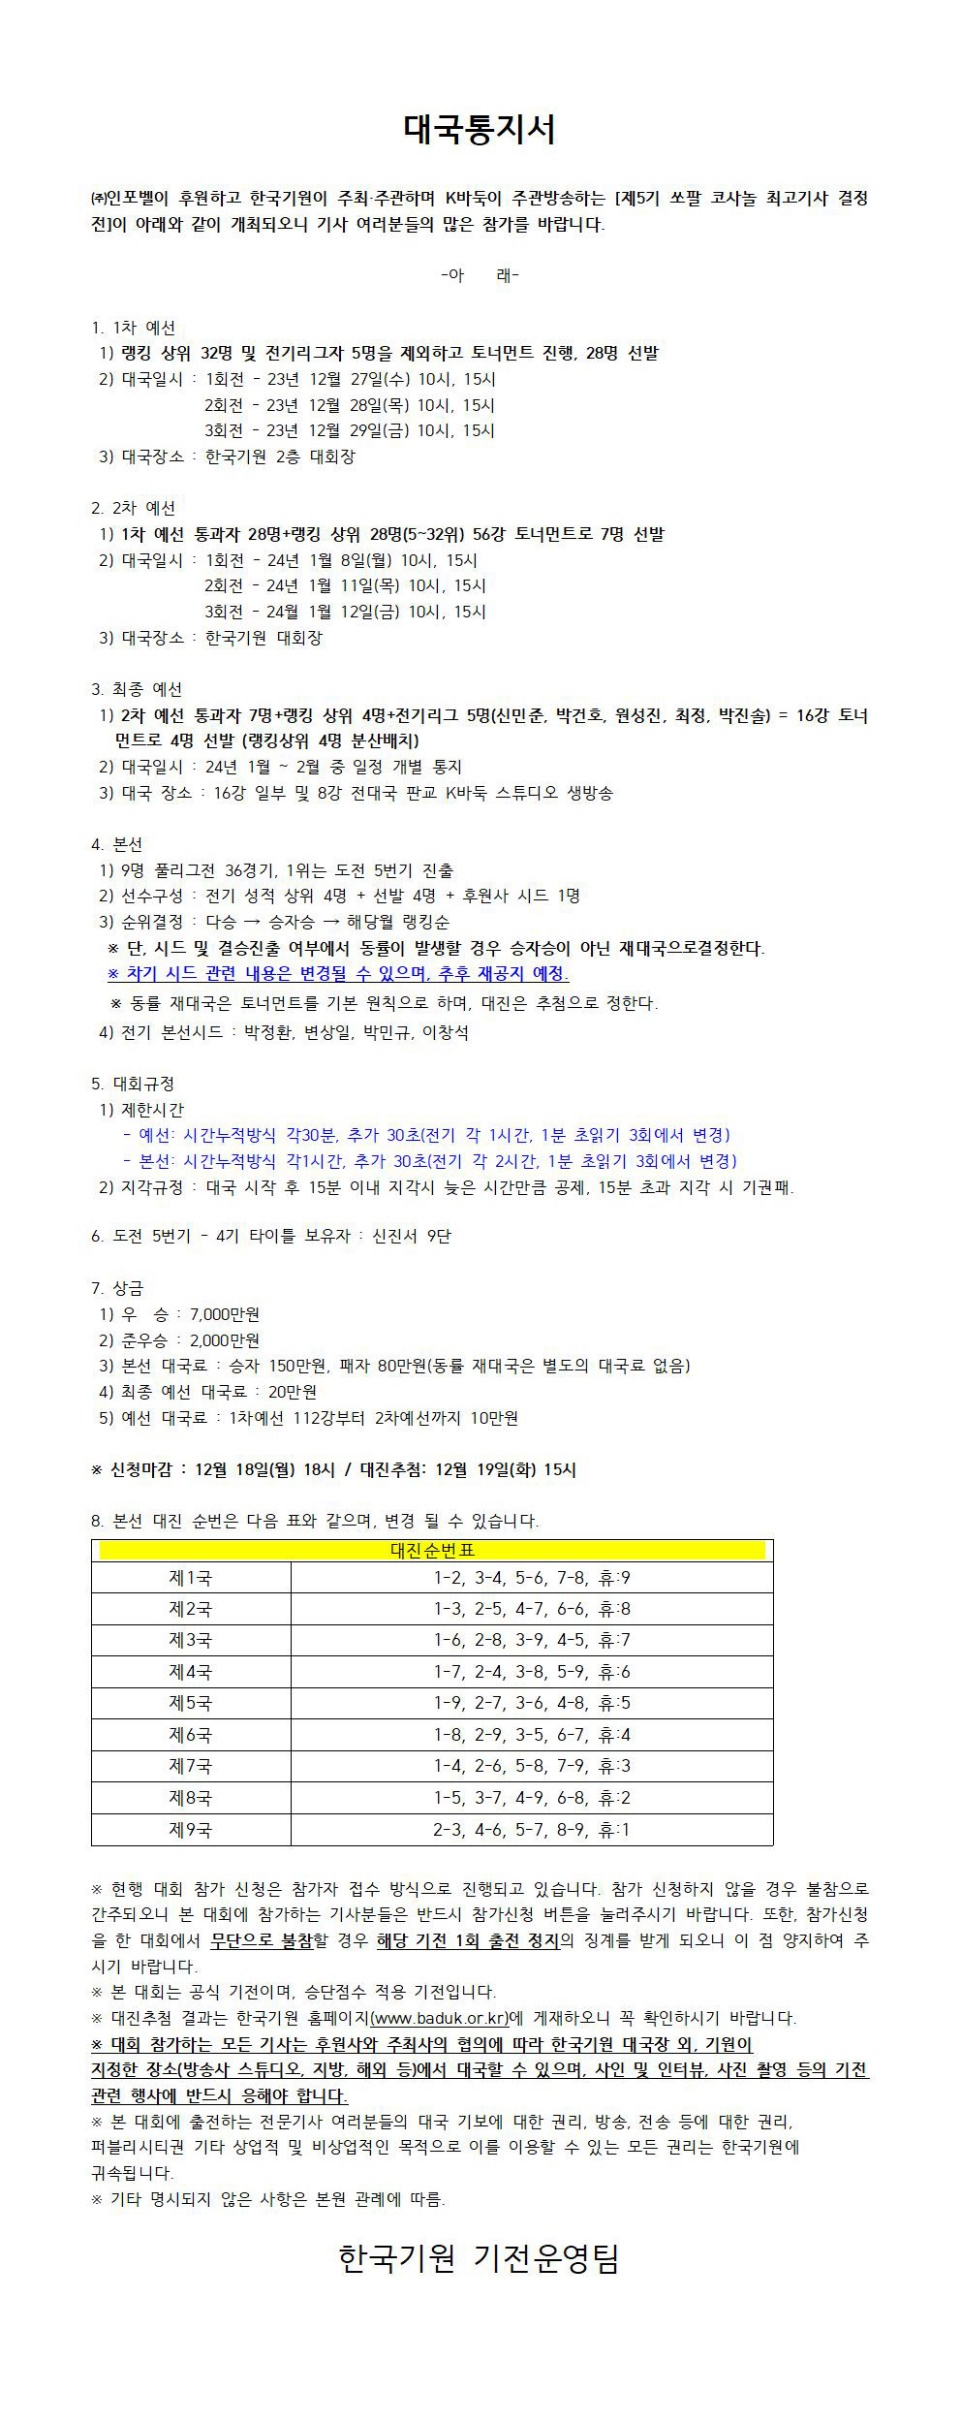 대국통지서
㈜인포벨이 후원하고 한국기원이 주최·주관하며 K바둑이 주관방송하는 [제5기 쏘팔 코사놀 최고기사 결정
전]이 아래와 같이 개최되오니 기사 여러분들의 많은 참가를 바랍니다.
-아 래-
1. 1차 예선
1) 랭킹 상위 32명 및 전기리그자 5명을 제외하고 토너먼트 진행, 28명 선발
2) 대국일시 : 1회전 - 23년 12월 27일(수) 10시, 15시
2회전 - 23년 12월 28일(목) 10시, 15시
3회전 - 23년 12월 29일(금) 10시, 15시
3) 대국장소 : 한국기원 2층 대회장
2. 2차 예선
1) 1차 예선 통과자 28명+랭킹 상위 28명(5~32위) 56강 토너먼트로 7명 선발
2) 대국일시 : 1회전 - 24년 1월 8일(월) 10시, 15시
2회전 - 24년 1월 11일(목) 10시, 15시
3회전 - 24월 1월 12일(금) 10시, 15시
3) 대국장소 : 한국기원 대회장
3. 최종 예선
1) 2차 예선 통과자 7명+랭킹 상위 4명+전기리그 5명(신민준, 박건호, 원성진, 최정, 박진솔) = 16강 토너
먼트로 4명 선발 (랭킹상위 4명 분산배치)
2) 대국일시 : 24년 1월 ~ 2월 중 일정 개별 통지
3) 대국 장소 : 16강 일부 및 8강 전대국 판교 K바둑 스튜디오 생방송
4. 본선
1) 9명 풀리그전 36경기, 1위는 도전 5번기 진출
2) 선수구성 : 전기 성적 상위 4명 + 선발 4명 + 후원사 시드 1명
3) 순위결정 : 다승 → 승자승 → 해당월 랭킹순
※ 단, 시드 및 결승진출 여부에서 동률이 발생할 경우 승자승이 아닌 재대국으로결정한다.
※ 차기 시드 관련 내용은 변경될 수 있으며, 추후 재공지 예정.
※ 동률 재대국은 토너먼트를 기본 원칙으로 하며, 대진은 추첨으로 정한다.
4) 전기 본선시드 : 박정환, 변상일, 박민규, 이창석
5. 대회규정
1) 제한시간
- 예선: 시간누적방식 각30분, 추가 30초(전기 각 1시간, 1분 초읽기 3회에서 변경)
- 본선: 시간누적방식 각1시간, 추가 30초(전기 각 2시간, 1분 초읽기 3회에서 변경)
2) 지각규정 : 대국 시작 후 15분 이내 지각시 늦은 시간만큼 공제, 15분 초과 지각 시 기권패.
6. 도전 5번기 - 4기 타이틀 보유자 : 신진서 9단
7. 상금
1) 우 승 : 7,000만원
2) 준우승 : 2,000만원
3) 본선 대국료 : 승자 150만원, 패자 80만원(동률 재대국은 별도의 대국료 없음)
4) 최종 예선 대국료 : 20만원
5) 예선 대국료 : 1차예선 112강부터 2차예선까지 10만원
※ 신청마감 : 12월 18일(월) 18시 / 대진추첨: 12월 19일(화) 15시
8. 본선 대진 순번은 다음 표와 같으며, 변경 될 수 있습니다.
대진순번표
제1국 1-2, 3-4, 5-6, 7-8, 휴:9
제2국 1-3, 2-5, 4-7, 6-6, 휴:8
제3국 1-6, 2-8, 3-9, 4-5, 휴:7
제4국 1-7, 2-4, 3-8, 5-9, 휴:6
제5국 1-9, 2-7, 3-6, 4-8, 휴:5
제6국 1-8, 2-9, 3-5, 6-7, 휴:4
제7국 1-4, 2-6, 5-8, 7-9, 휴:3
제8국 1-5, 3-7, 4-9, 6-8, 휴:2
제9국 2-3, 4-6, 5-7, 8-9, 휴:1
※ 현행 대회 참가 신청은 참가자 접수 방식으로 진행되고 있습니다. 참가 신청하지 않을 경우 불참으로
간주되오니 본 대회에 참가하는 기사분들은 반드시 참가신청 버튼을 눌러주시기 바랍니다. 또한, 참가신청
을 한 대회에서 무단으로 불참할 경우 해당 기전 1회 출전 정지의 징계를 받게 되오니 이 점 양지하여 주
시기 바랍니다.
※ 본 대회는 공식 기전이며, 승단점수 적용 기전입니다.
※ 대진추첨 결과는 한국기원 홈페이지(www.baduk.or.kr)에 게재하오니 꼭 확인하시기 바랍니다.
※ 대회 참가하는 모든 기사는 후원사와 주최사의 협의에 따라 한국기원 대국장 외, 기원이
지정한 장소(방송사 스튜디오, 지방, 해외 등)에서 대국할 수 있으며, 사인 및 인터뷰, 사진 촬영 등의 기전
관련 행사에 반드시 응해야 합니다.
※ 본 대회에 출전하는 전문기사 여러분들의 대국 기보에 대한 권리, 방송, 전송 등에 대한 권리,
퍼블리시티권 기타 상업적 및 비상업적인 목적으로 이를 이용할 수 있는 모든 권리는 한국기원에
귀속됩니다.
※ 기타 명시되지 않은 사항은 본원 관례에 따름.
한국기원 기전운영팀